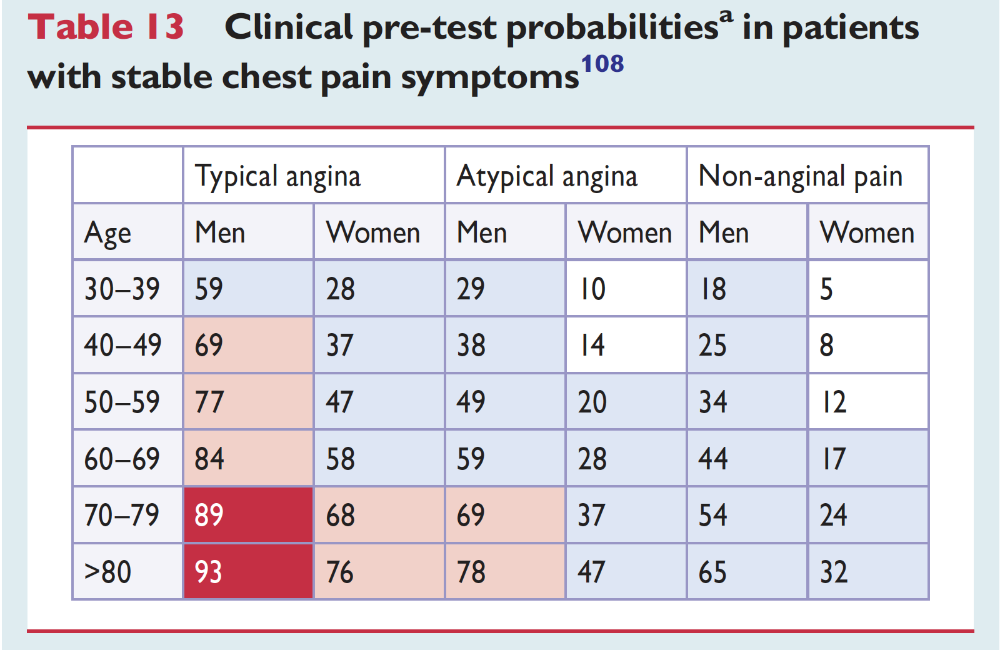 Table 13 Clinical pre-test probabilitiesa in patients
with stable chest pain symptoms108
Typical angina Atypical angina Non-anginal pain
Age Men Women Men Women Men Women
30–39 59 28 29 10 18 5
40–49 69 37 38 14 25 8
50–59 77 47 49 20 34 12
60–69 84 58 59 28 44 17
70–79 89 68 69 37 54 24
>80 93 76 78 47 65 32